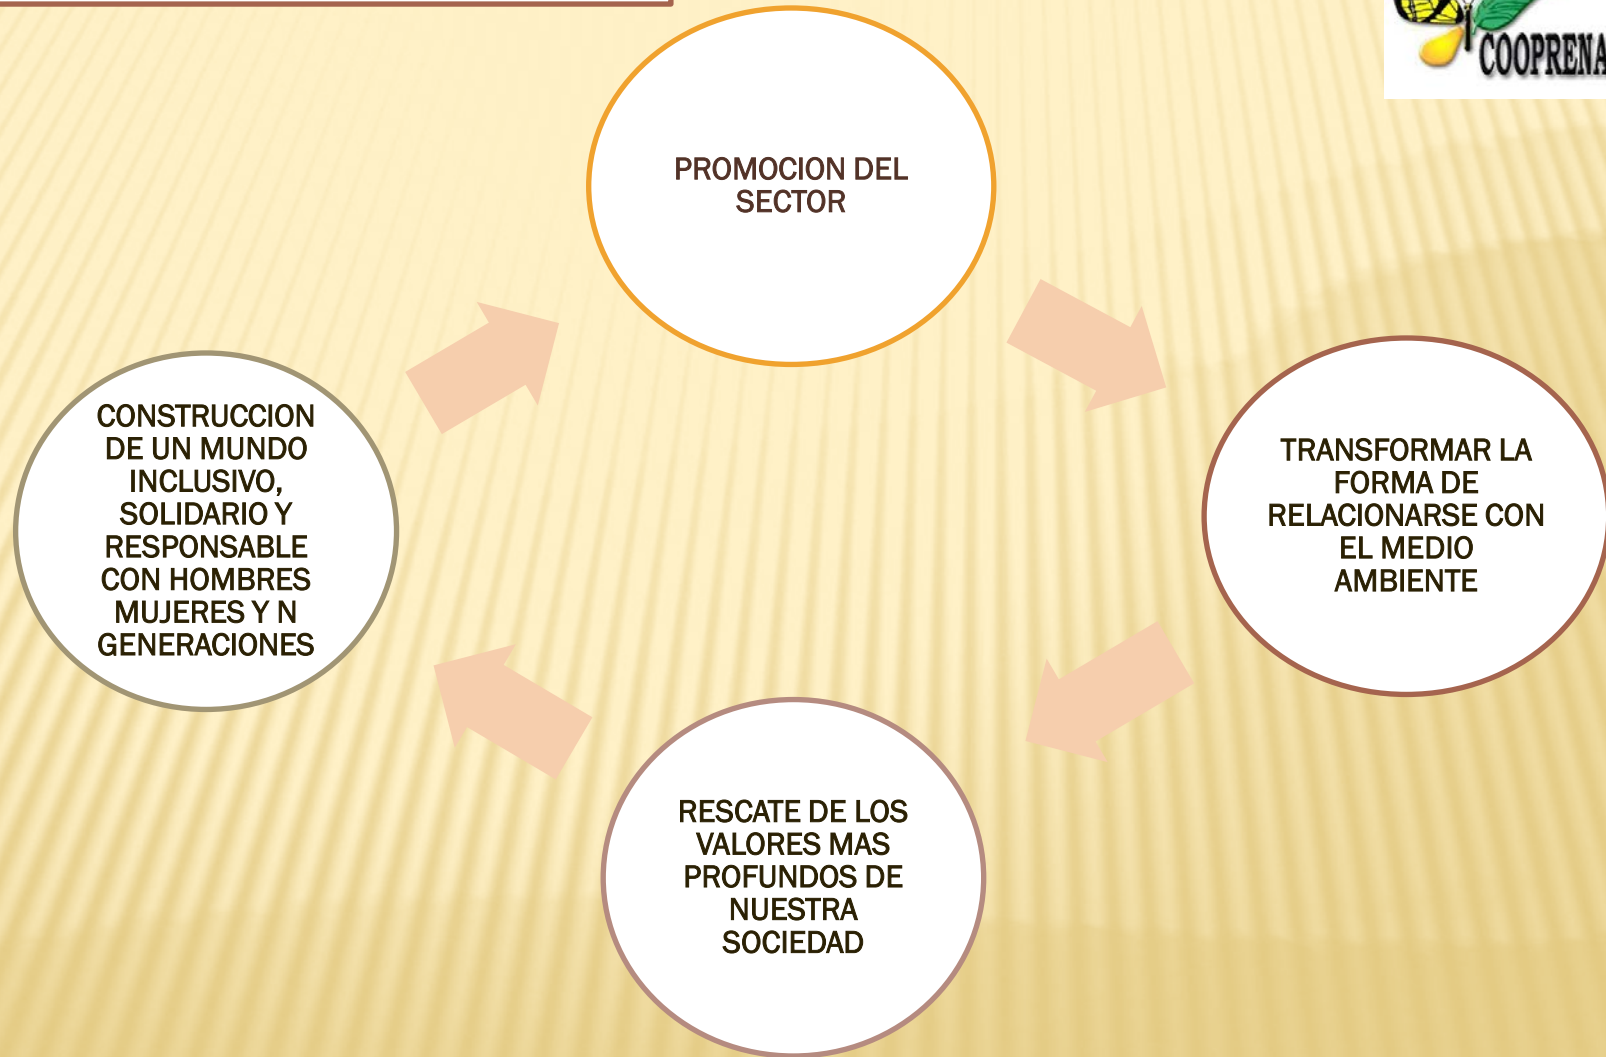 COOPRENA
PROMOCION DEL
SECTOR
TRANSFORMAR LA
FORMA DE
RELACIONARSE CON
EL MEDIO
AMBIENTE
RESCATE DE LOS
VALORES MAS
PROFUNDOS DE
NUESTRA
SOCIEDAD
CONSTRUCCION
DE UN MUNDO
INCLUSIVO,
SOLIDARIO Y
RESPONSABLE
CON HOMBRES
MUJERES Y N
GENERACIONES